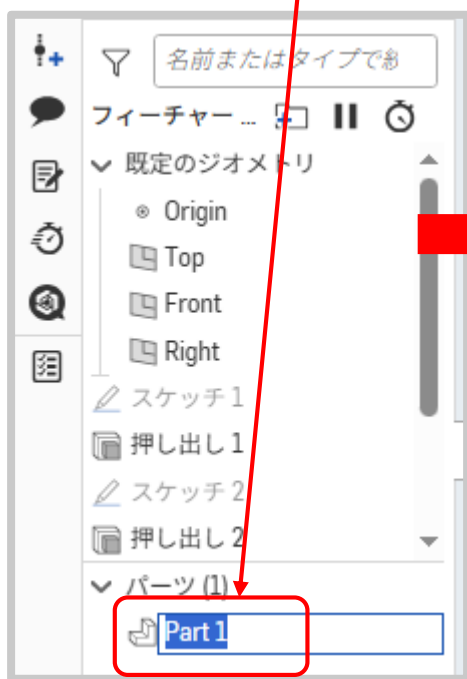 名前またはタイプで
フィーチャー ...
既定のジオメトリ
Origin
Top
Front
Right
スケッチ 1
押し出し 1
スケッチ 2
押し出し 2
パーツ (1)
Part 1